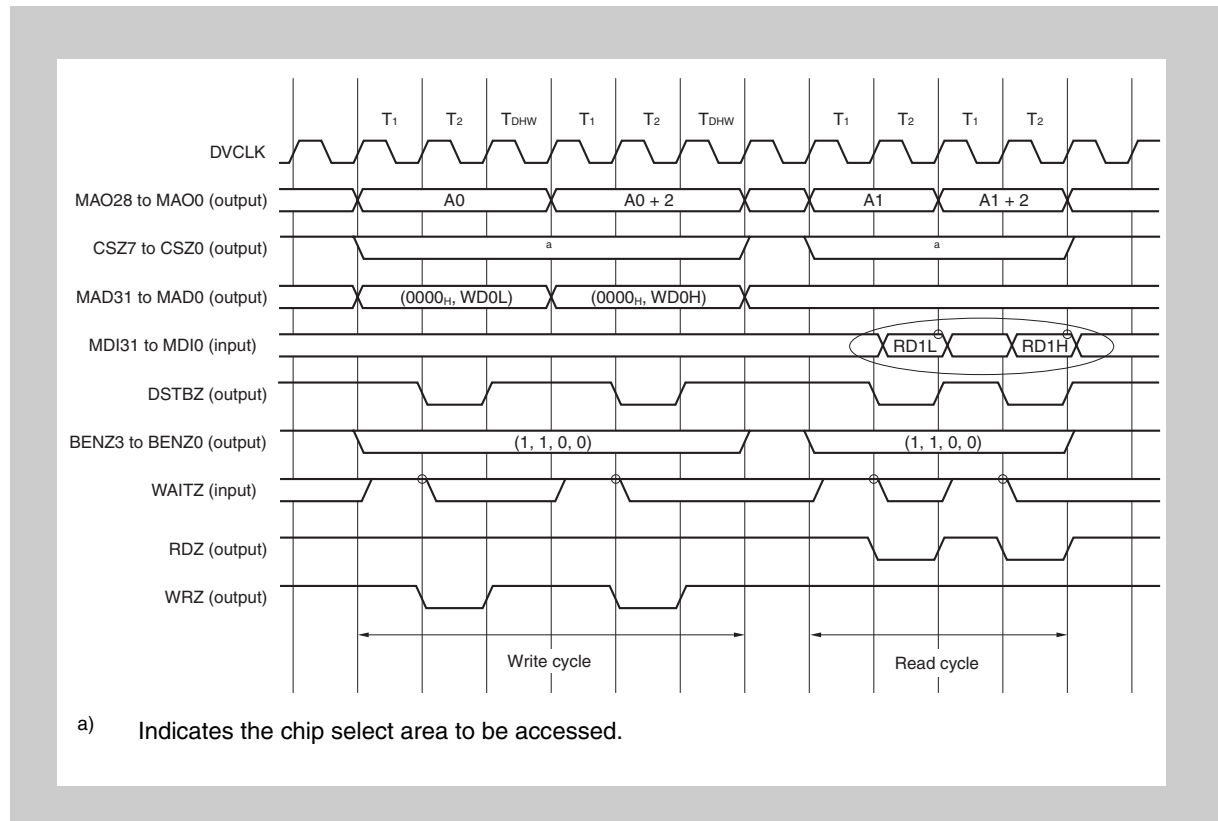 T1 T2 TDHW T1 T2 TDHW T1 T2 T1 T2
DVCLK
MAO28 to MAO0 (output) A0 A0 + 2 A1 A1 + 2
CSZ7 to CSZ0 (output) a a
MAD31 to MAD0 (output) (0000H, WD0L) (0000H, WD0H)
MDI31 to MDI0 (input) RD1L RD1H
DSTBZ (output)
BENZ3 to BENZ0 (output) (1, 1, 0, 0) (1, 1, 0, 0)
WAITZ (input)
RDZ (output)
WRZ (output)
Write cycle Read cycle
a) Indicates the chip select area to be accessed.